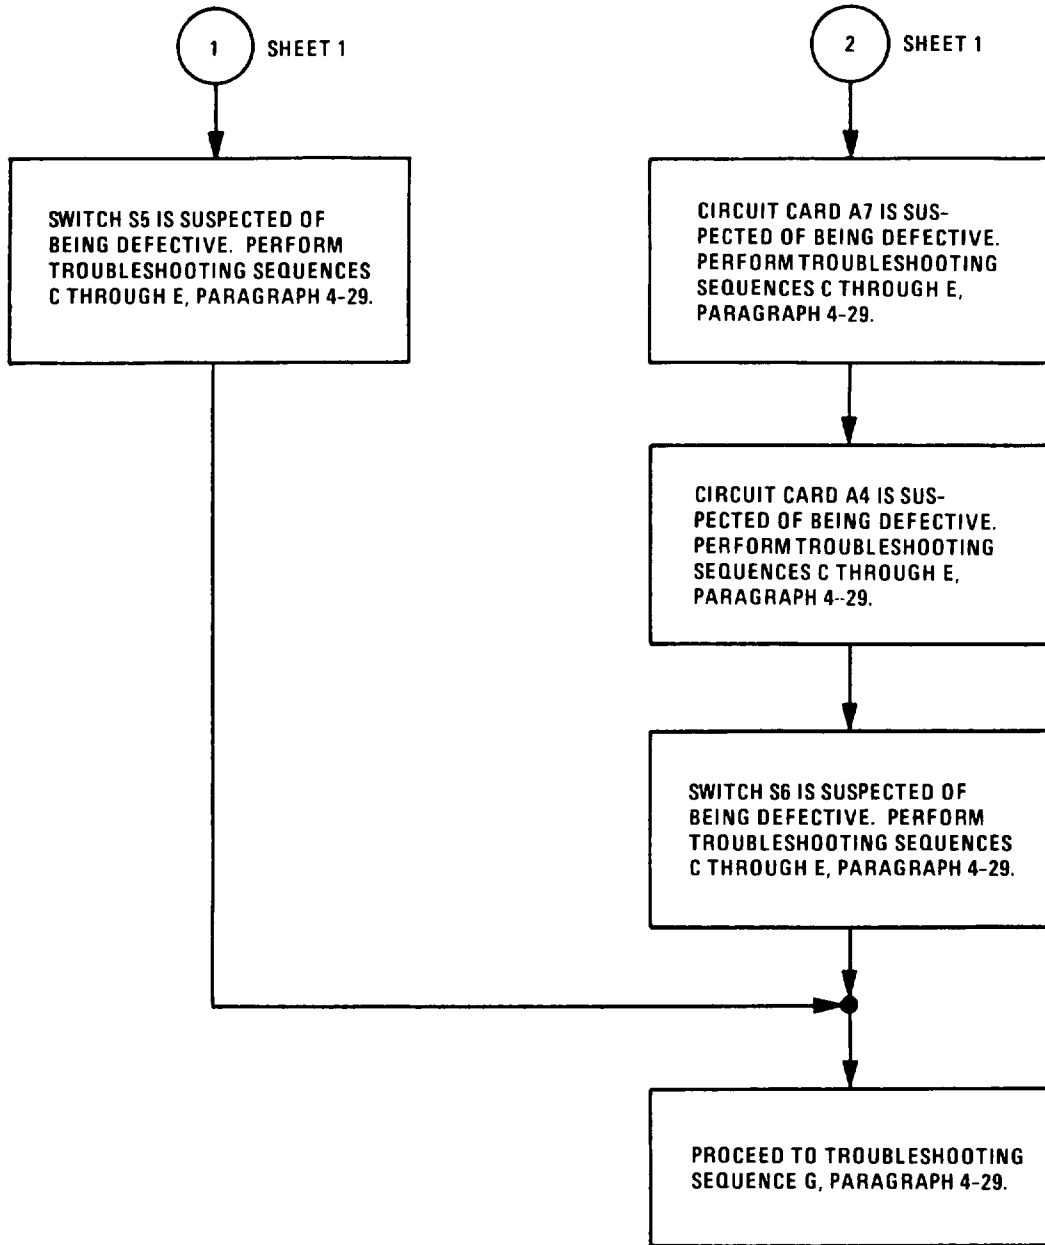 1 SHEET 1
SWITCH S5 IS SUSPECTED OF
BEING DEFECTIVE. PERFORM
TROUBLESHOOTING SEQUENCES
C THROUGH E, PARAGRAPH 4-29.
2 SHEET 1
CIRCUIT CARD A7 IS SUS-
PECTED OF BEING DEFECTIVE.
PERFORM TROUBLESHOOTING
SEQUENCES C THROUGH E,
PARAGRAPH 4-29.
CIRCUIT CARD A4 IS SUS-
PECTED OF BEING DEFECTIVE.
PERFORM TROUBLESHOOTING
SEQUENCES C THROUGH E,
PARAGRAPH 4--29.
SWITCH S6 IS SUSPECTED OF
BEING DEFECTIVE. PERFORM
TROUBLESHOOTING SEQUENCES
C THROUGH E, PARAGRAPH 4-29.
PROCEED TO TROUBLESHOOTING
SEQUENCE G, PARAGRAPH 4-29.